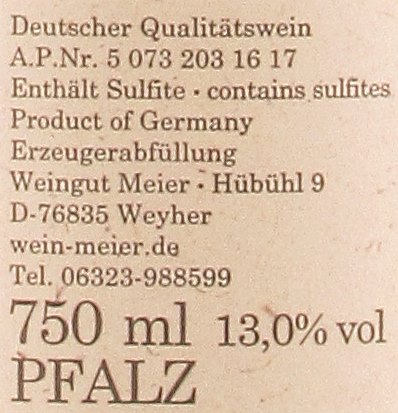 Deutscher Qualitätswein
A.P.Nr. 5 073 203 16 17
Enthält Sulfite · contains sulfites
Product of Germany
Erzeugerabfüllung
Weingut Meier · Hübühl 9
D-76835 Weyher
wein-meier.de
Tel. 06323-988599
750 ml 13,0% vol
PFALZ